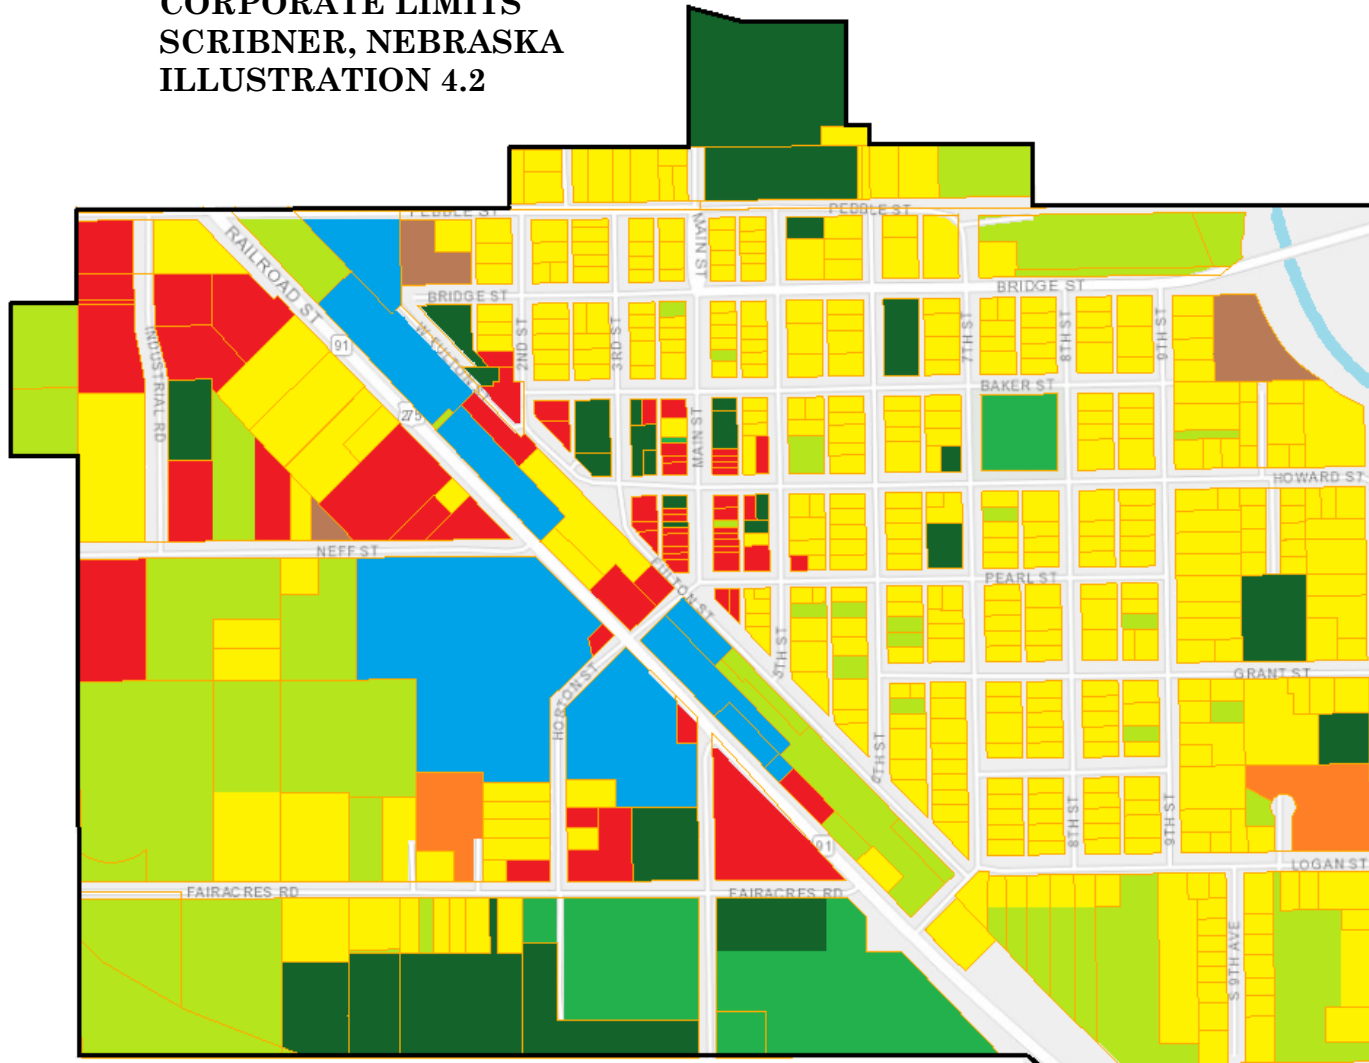 CORPORATE LIMITS
SCRIBNER, NEBRASKA
ILLUSTRATION 4.2
PEBBLE ST
PEBBLE ST
MAIN ST
RAILROAD ST
BRIDGE ST
BRIDGE ST
INDUSTRIAL RD
91
W FULTON ST
2ND ST
3RD ST
7TH ST
8TH ST
9TH ST
BAKER ST
275
MAIN ST
HOWARD ST
NEFF ST
FULTON ST
PEARL ST
5TH ST
GRANT ST
HORTON ST
6TH ST
8TH ST
9TH ST
91
LOGAN ST
FAIRACRES RD
FAIRACRES RD
S 9TH AVE